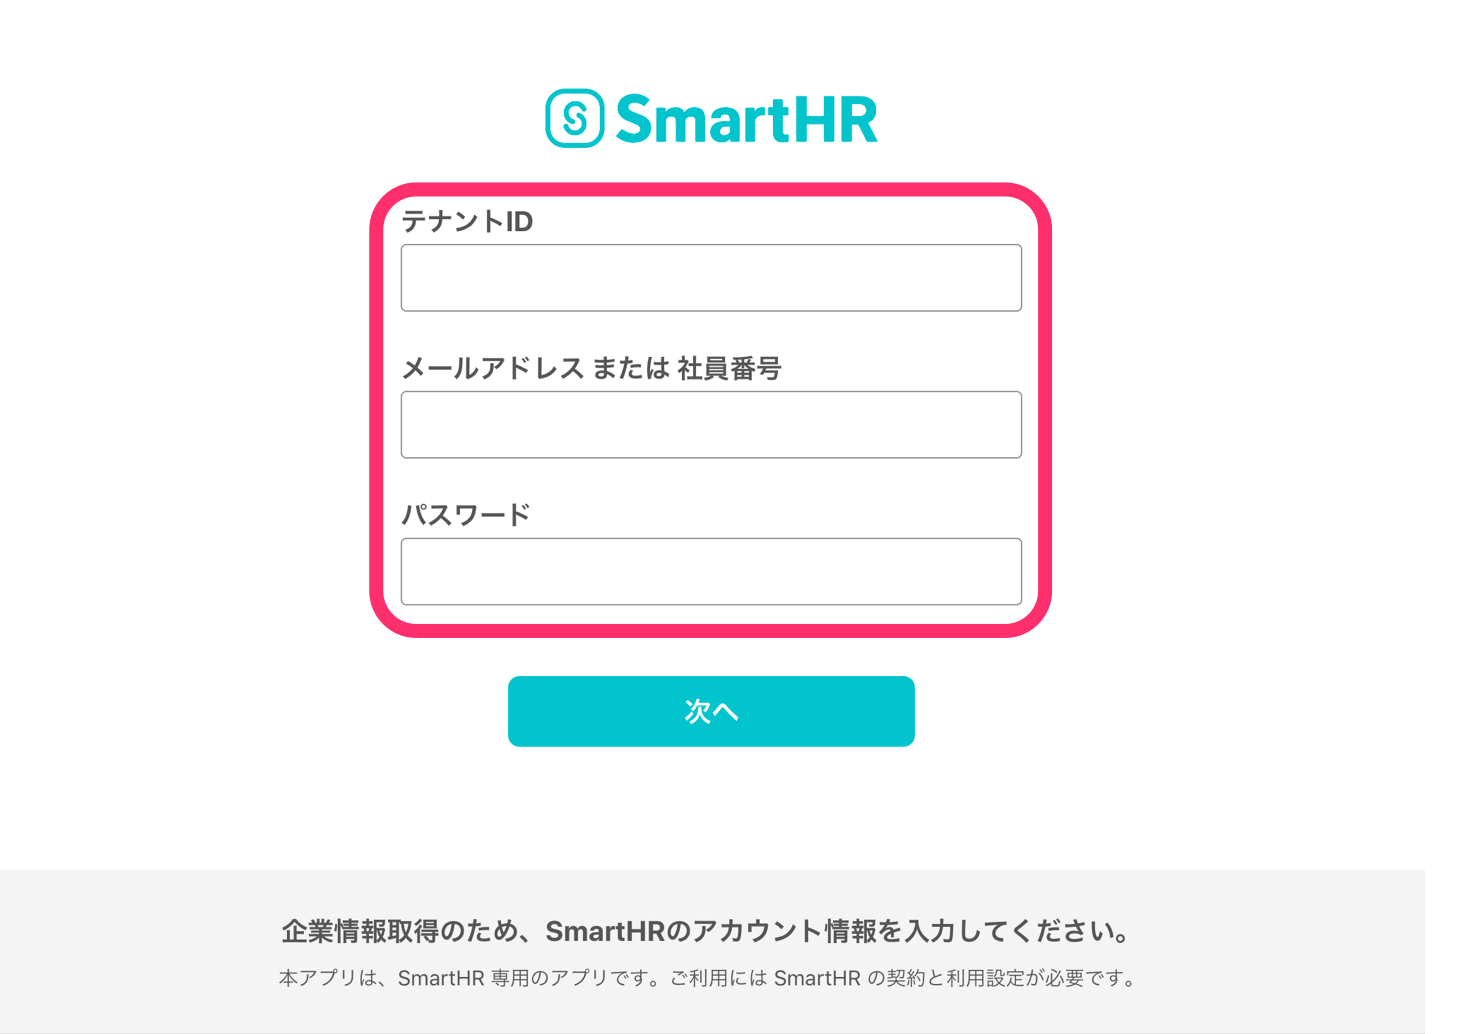 SmartHR
テナントID
メールアドレス または 社員番号
パスワード
次へ
企業情報取得のため、SmartHRのアカウント情報を入力してください。
本アプリは、SmartHR 専用のアプリです。ご利用には SmartHR の契約と利用設定が必要です。